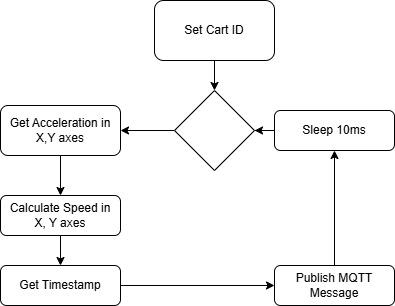 Set Cart ID
Get Acceleration in
X,Y axes
Sleep 10ms
Calculate Speed in
X, Y axes
Get Timestamp
Publish MQTT
Message